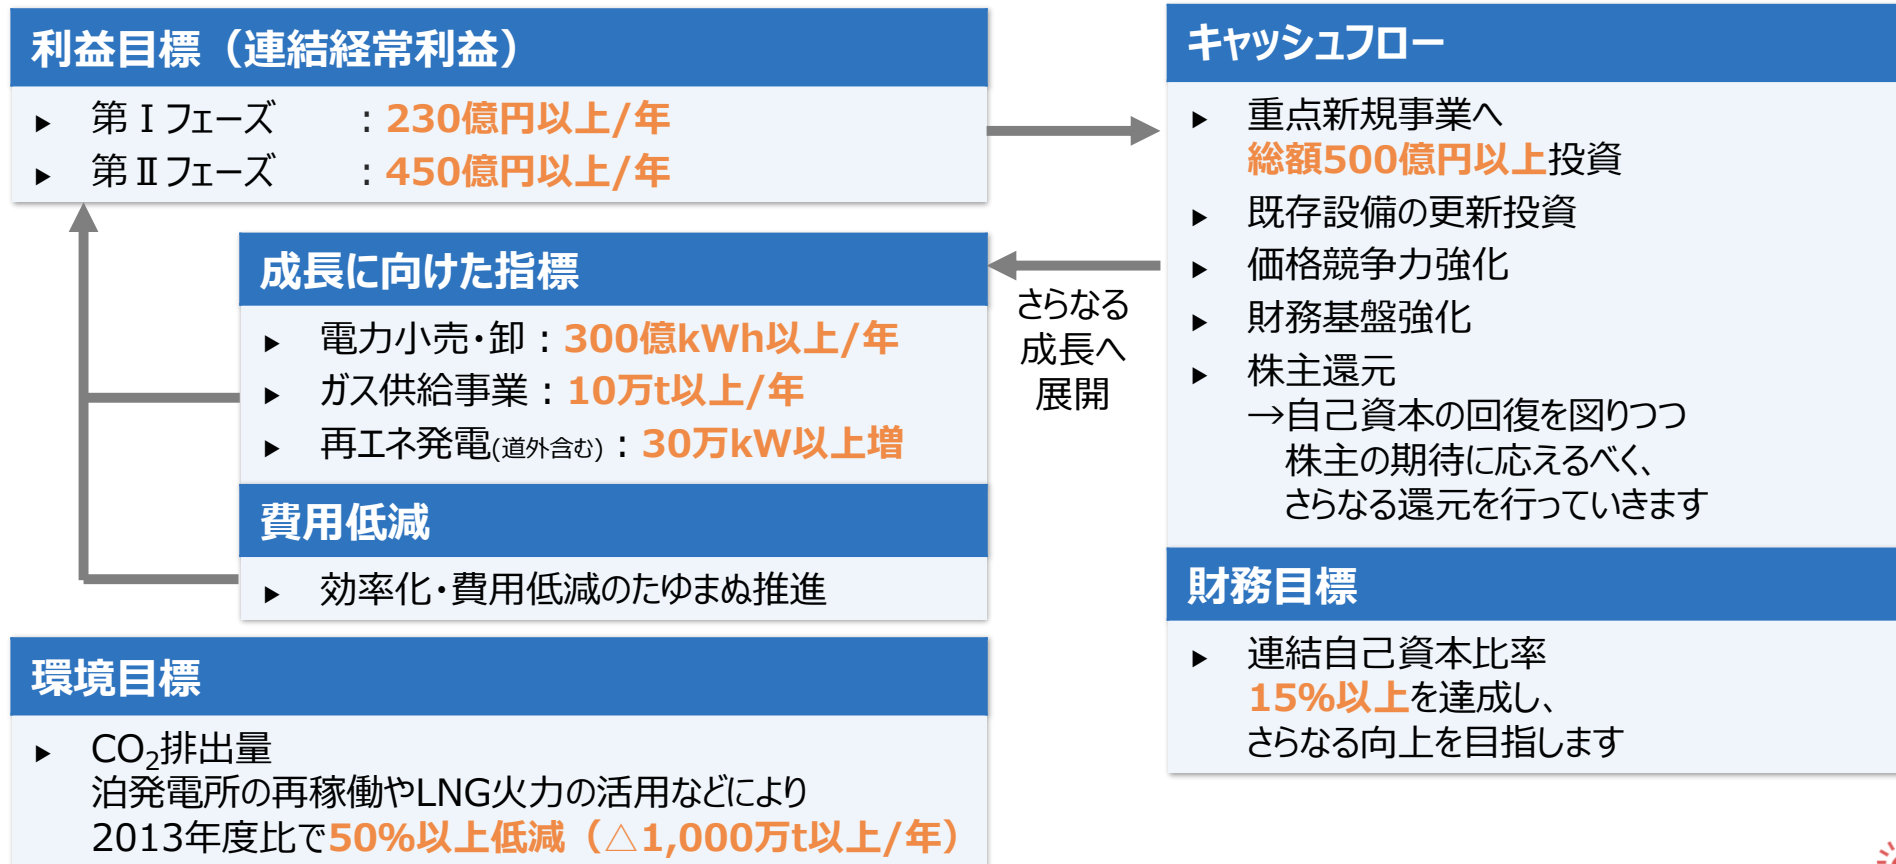 利益目標（連結経常利益）
▶ 第Ⅰフェーズ ：230億円以上/年
▶ 第Ⅱフェーズ ：450億円以上/年
成長に向けた指標
▶ 電力小売・卸：300億kWh以上/年
▶ ガス供給事業：10万t以上/年
▶ 再エネ発電(道外含む)：30万kW以上増
費用低減
▶ 効率化・費用低減のたゆまぬ推進
環境目標
▶ CO₂排出量
泊発電所の再稼働やLNG火力の活用などにより
2013年度比で50%以上低減（△1,000万t以上/年）
さらなる
成長へ
展開
キャッシュフロー
▶ 重点新規事業へ
総額500億円以上投資
▶ 既存設備の更新投資
▶ 価格競争力強化
▶ 財務基盤強化
▶ 株主還元
→自己資本の回復を図りつつ
株主の期待に応えるべく、
さらなる還元を行っていきます
財務目標
▶ 連結自己資本比率
15%以上を達成し、
さらなる向上を目指します